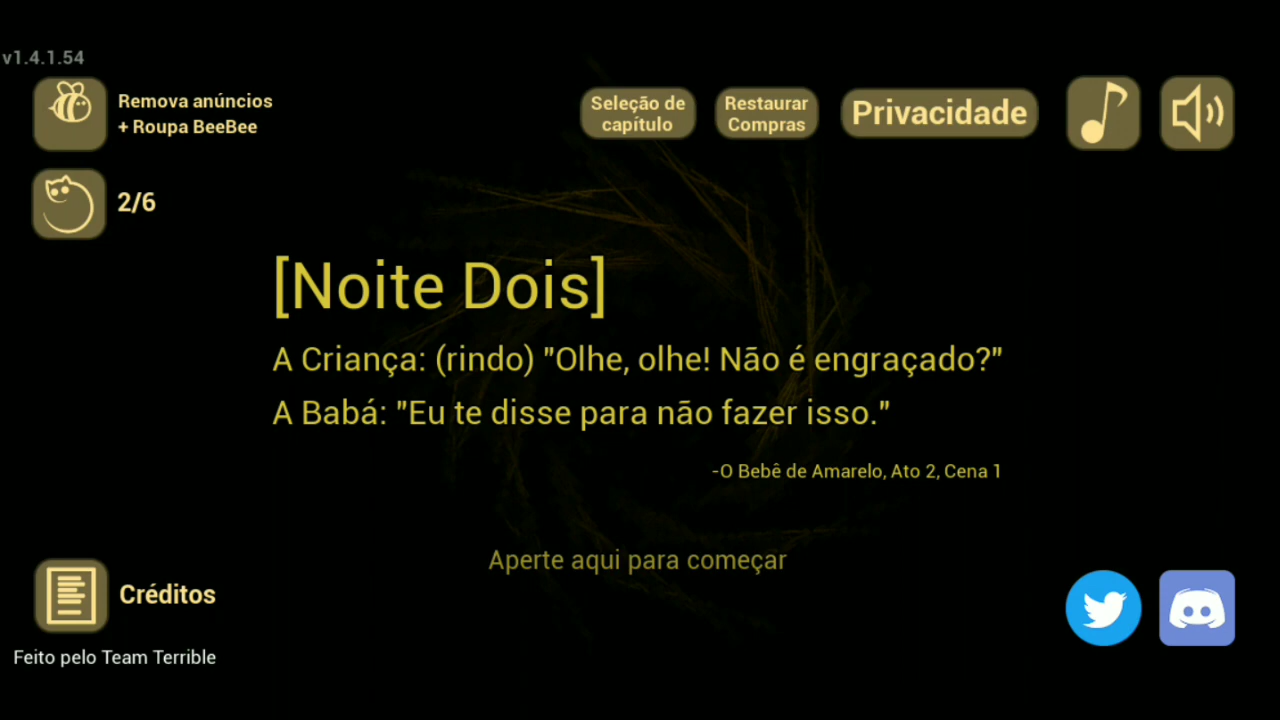 v1.4.1.54
Remova anúncios
+ Roupa BeeBee
Seleção de
capítulo
Restaurar
Compras
Privacidade
2/6
[Noite Dois]
A Criança: (rindo) "Olhe, olhe! Não é engraçado?"
A Babá: "Eu te disse para não fazer isso."
-O Bebê de Amarelo, Ato 2, Cena 1
Aperte aqui para começar
Créditos
Feito pelo Team Terrible